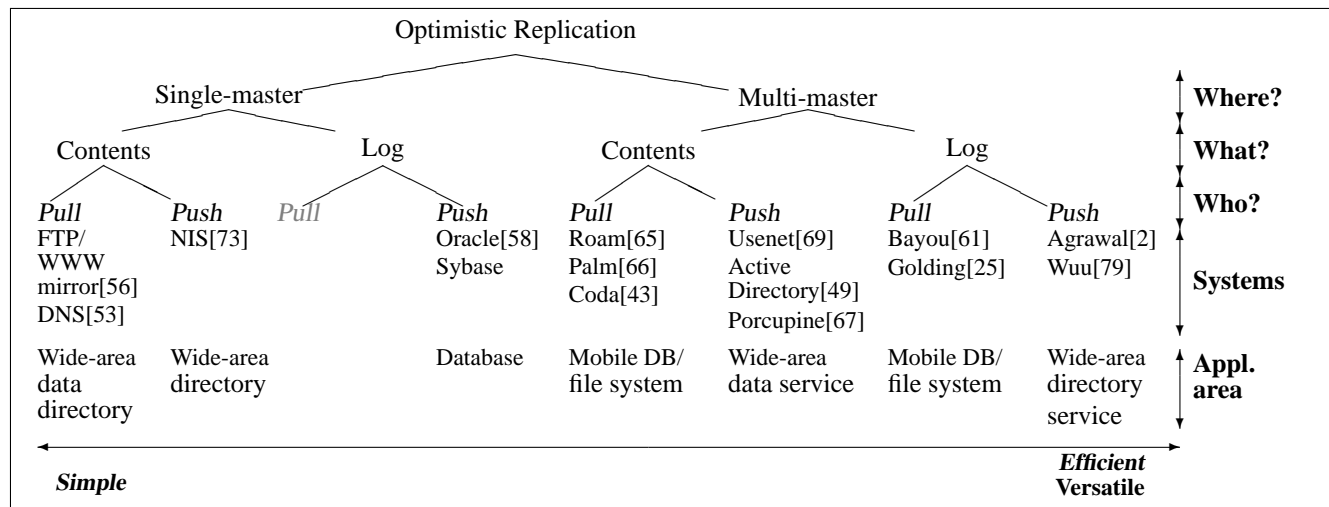 Optimistic Replication
Single-master Multi-master Where?
Contents Log Contents Log What?
Pull Push Pull Push Pull Push Pull Push Who?
FTP/ NIS[73] Oracle[58] Roam[65] Usenet[69] Bayou[61] Agrawal[2]
WWW Sybase Palm[66] Active Golding[25] Wuu[79]
mirror[56] Coda[43] Directory[49] Systems
DNS[53] Porcupine[67]
Wide-area Wide-area Database Mobile DB/ Wide-area Mobile DB/ Wide-area Appl.
data directory file system data service file system directory area
directory service
Simple Efficient
Versatile